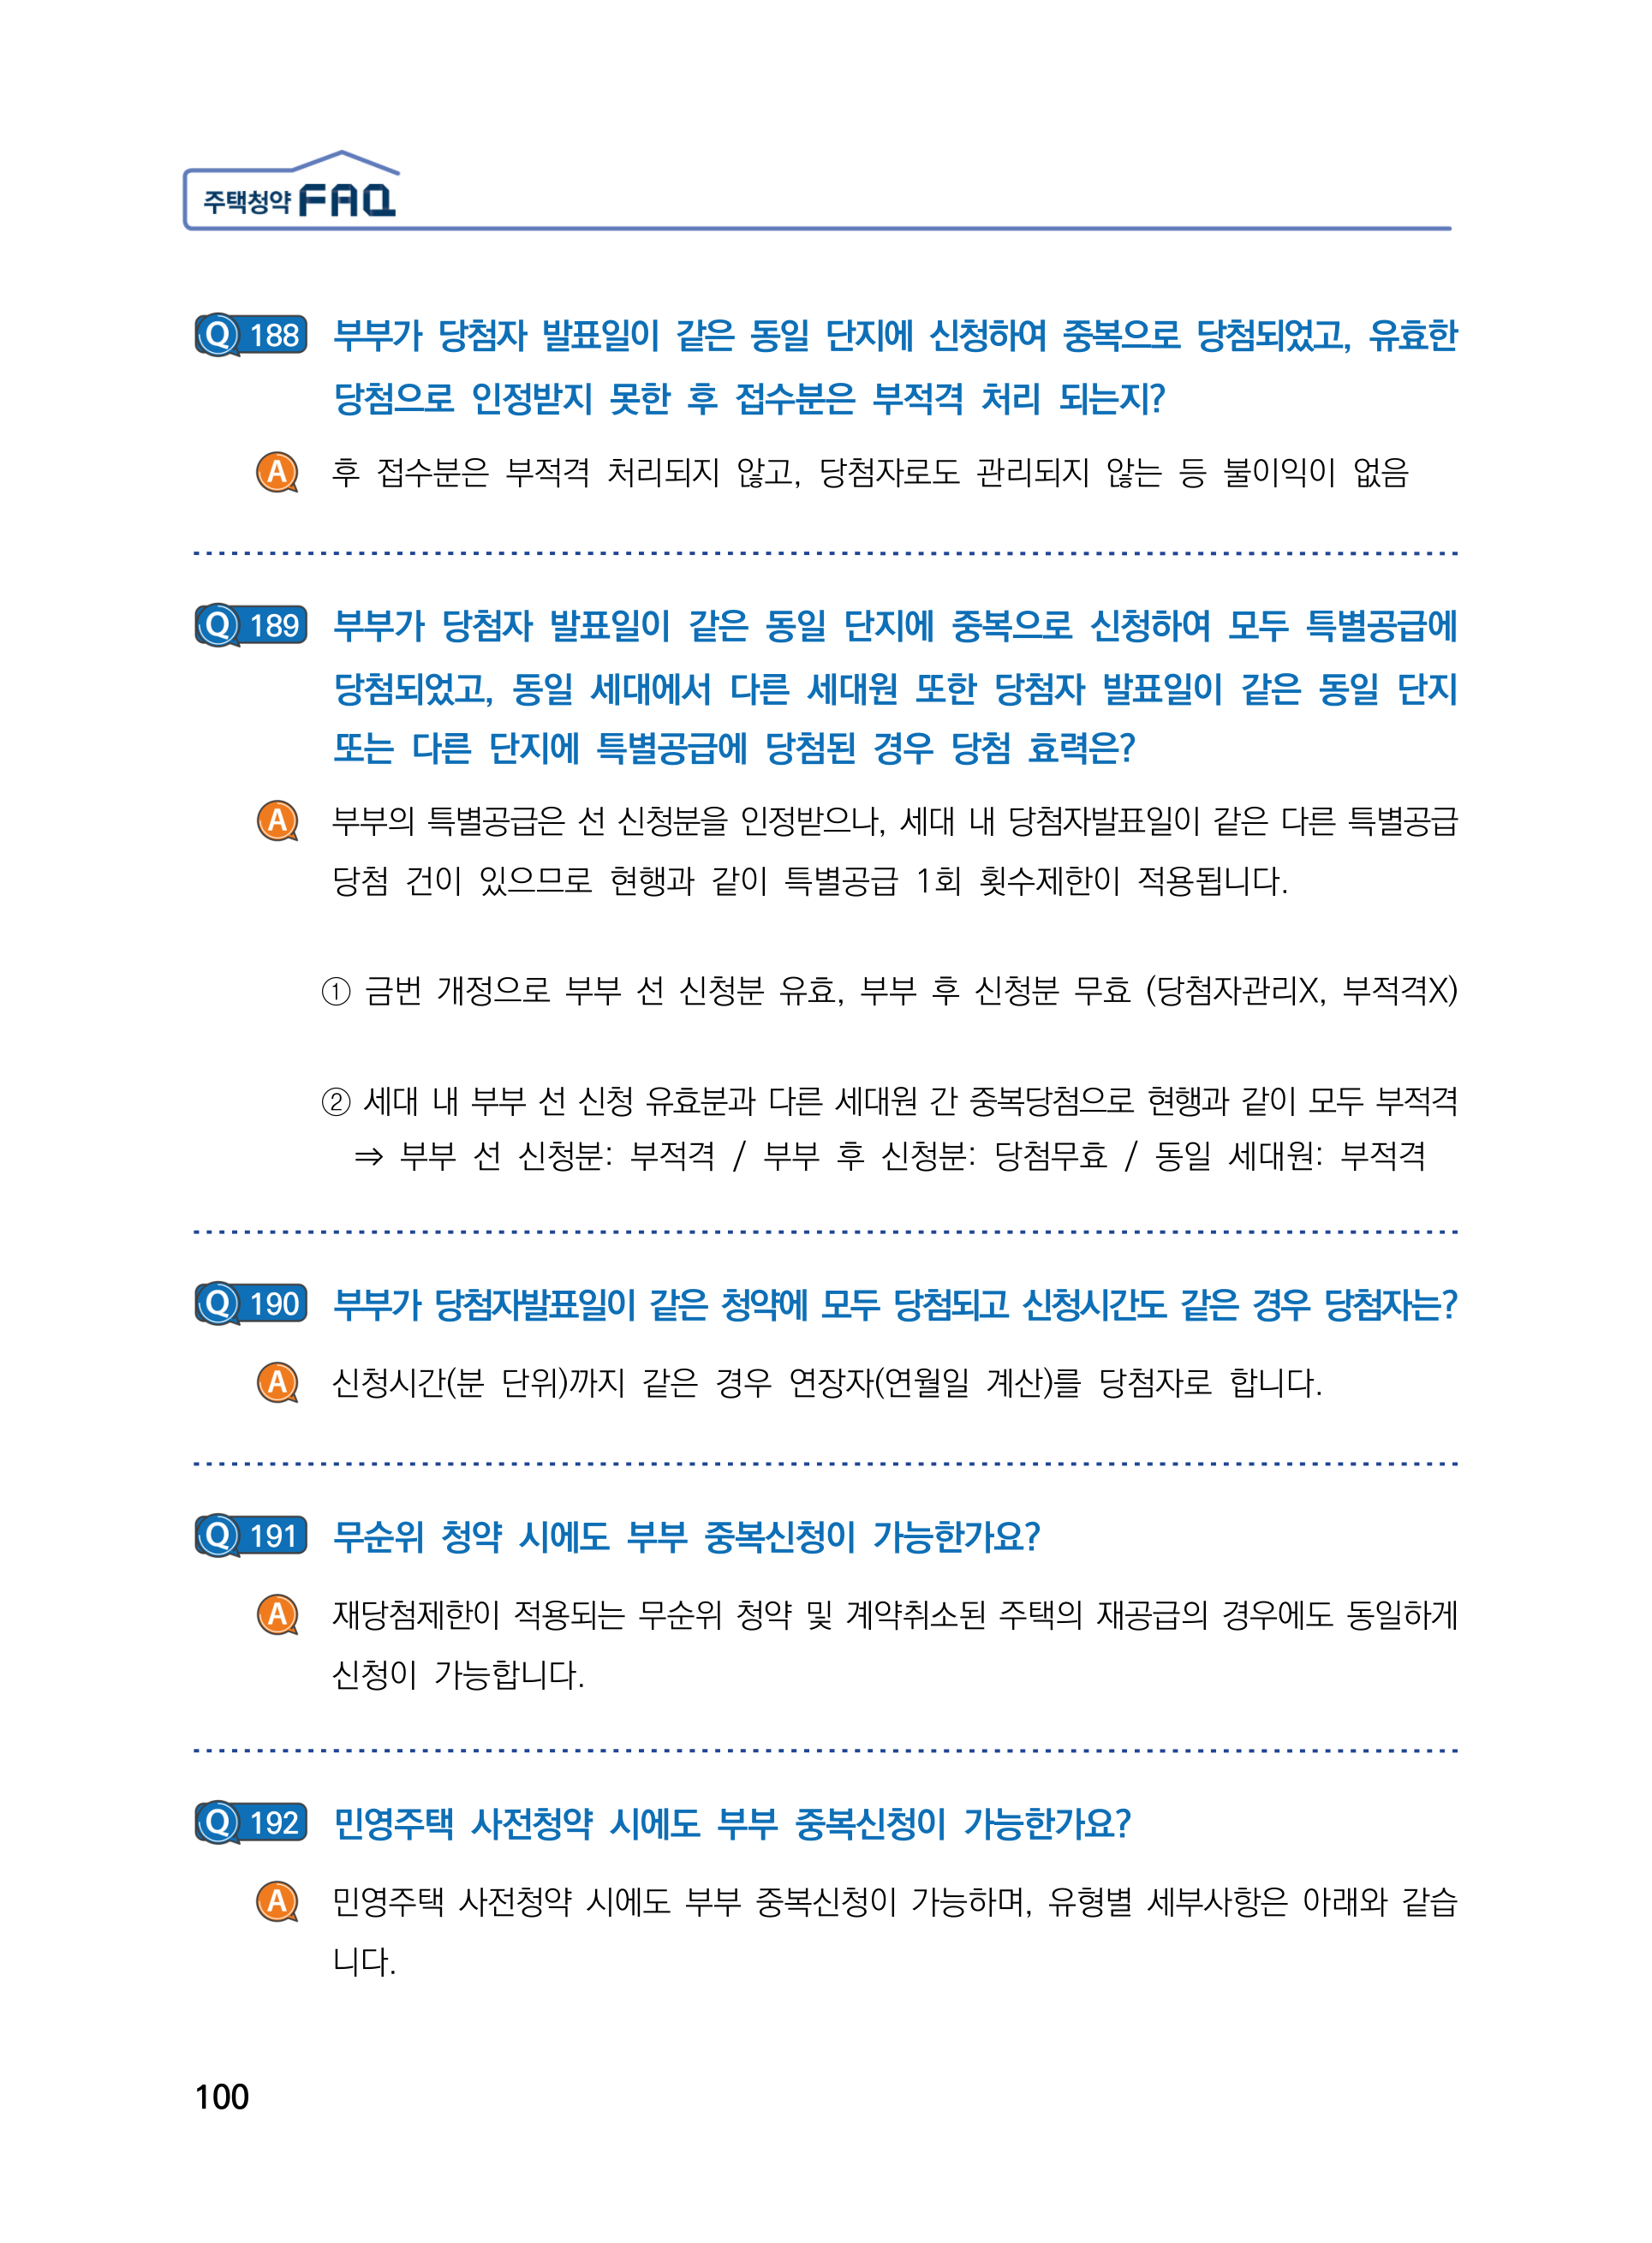 주택청약 FAQ
Q 188 부부가 당첨자 발표일이 같은 동일 단지에 신청하여 중복으로 당첨되었고, 유효한
당첨으로 인정받지 못한 후 접수분은 부적격 처리 되는지?
A 후 접수분은 부적격 처리되지 않고, 당첨자로도 관리되지 않는 등 불이익이 없음
Q 189 부부가 당첨자 발표일이 같은 동일 단지에 중복으로 신청하여 모두 특별공급에
당첨되었고, 동일 세대에서 다른 세대원 또한 당첨자 발표일이 같은 동일 단지
또는 다른 단지에 특별공급에 당첨된 경우 당첨 효력은?
A 부부의 특별공급은 선 신청분을 인정받으나, 세대 내 당첨자발표일이 같은 다른 특별공급
당첨 건이 있으므로 현행과 같이 특별공급 1회 횟수제한이 적용됩니다.
① 금번 개정으로 부부 선 신청분 유효, 부부 후 신청분 무효 (당첨자관리X, 부적격X)
② 세대 내 부부 선 신청 유효분과 다른 세대원 간 중복당첨으로 현행과 같이 모두 부적격
⇒ 부부 선 신청분: 부적격 / 부부 후 신청분: 당첨무효 / 동일 세대원: 부적격
Q 190 부부가 당첨자발표일이 같은 청약에 모두 당첨되고 신청시간도 같은 경우 당첨자는?
A 신청시간(분 단위)까지 같은 경우 연장자(연월일 계산)를 당첨자로 합니다.
Q 191 무순위 청약 시에도 부부 중복신청이 가능한가요?
A 재당첨제한이 적용되는 무순위 청약 및 계약취소된 주택의 재공급의 경우에도 동일하게
신청이 가능합니다.
Q 192 민영주택 사전청약 시에도 부부 중복신청이 가능한가요?
A 민영주택 사전청약 시에도 부부 중복신청이 가능하며, 유형별 세부사항은 아래와 같습
니다.
100